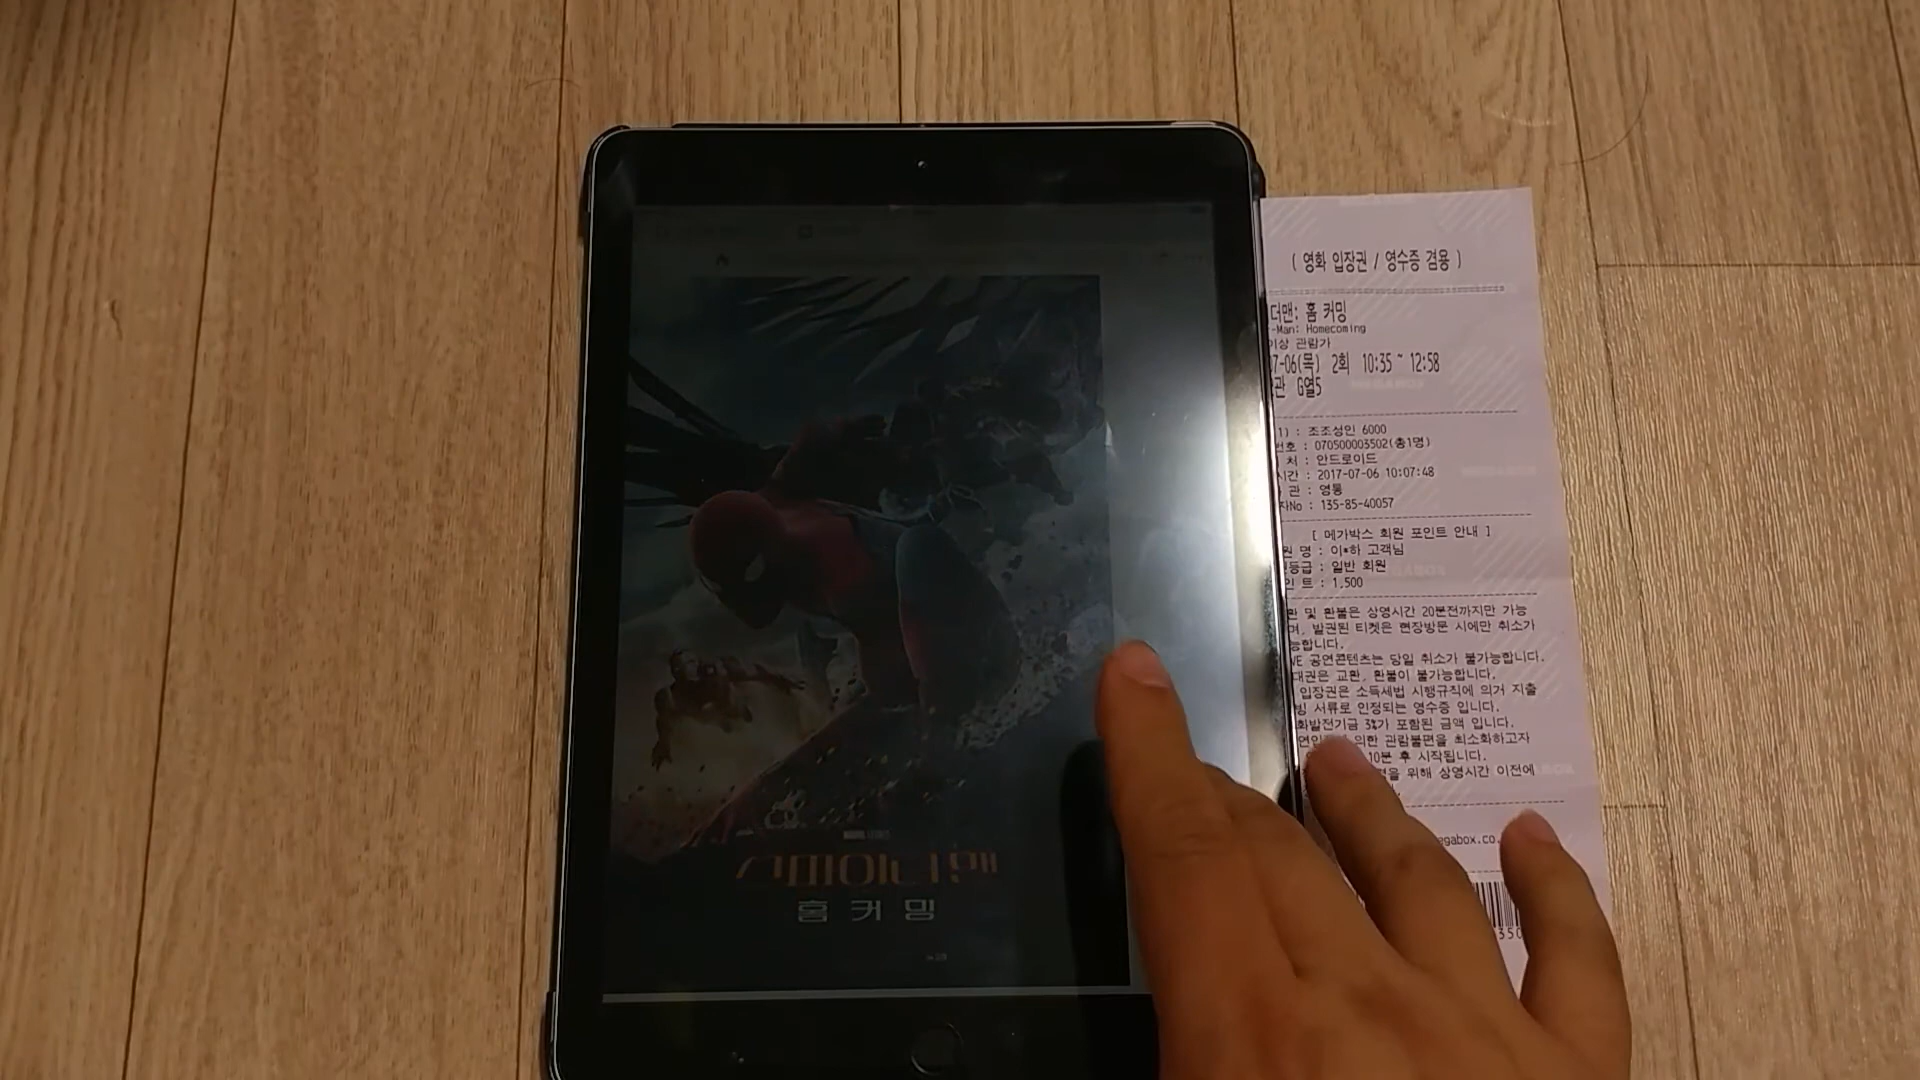 스파이더맨
홈 커밍
( 영화 입장권 / 영수증 겸용 )
더맨: 홈 커밍
-Man: Homecoming
이상 관람가
07-06(목) 2회 10:35 ~ 12:58
관 G열5
1) : 조조성인 6000
번호 : 070500003502(총1명)
처 : 안드로이드
시간 : 2017-07-06 10:07:48
관 : 영통
자No : 135-85-40057
[ 메가박스 회원 포인트 안내 ]
원 명 : 이*하 고객님
등급 : 일반 회원
인 트 : 1,500
환 및 환불은 상영시간 20분전까지만 가능
며, 발권된 티켓은 현장방문 시에만 취소가
능합니다.
VE 공연콘텐츠는 당일 취소가 불가능합니다.
대권은 교환, 환불이 불가능합니다.
입장권은 소득세법 시행규칙에 의거 지출
빙 서류로 인정되는 영수증 입니다.
화발전기금 3%가 포함된 금액 입니다.
의한 관람불편을 최소화하고자
10분 후 시작됩니다.
을 위해 상영시간 이전에
egabox.co.
350